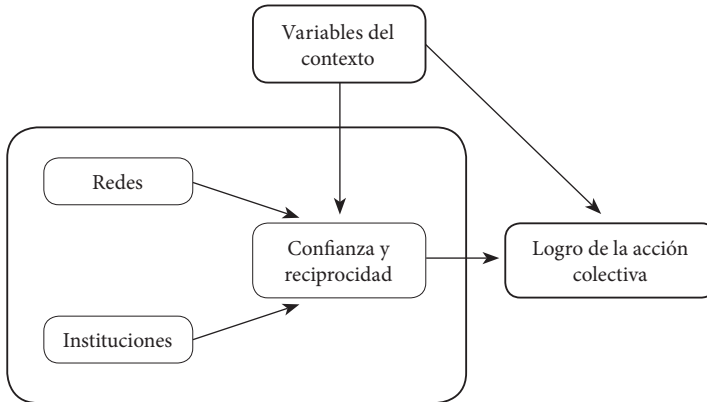 Variables del
contexto
Redes
Confianza y
reciprocidad
Logro de la acción
colectiva
Instituciones